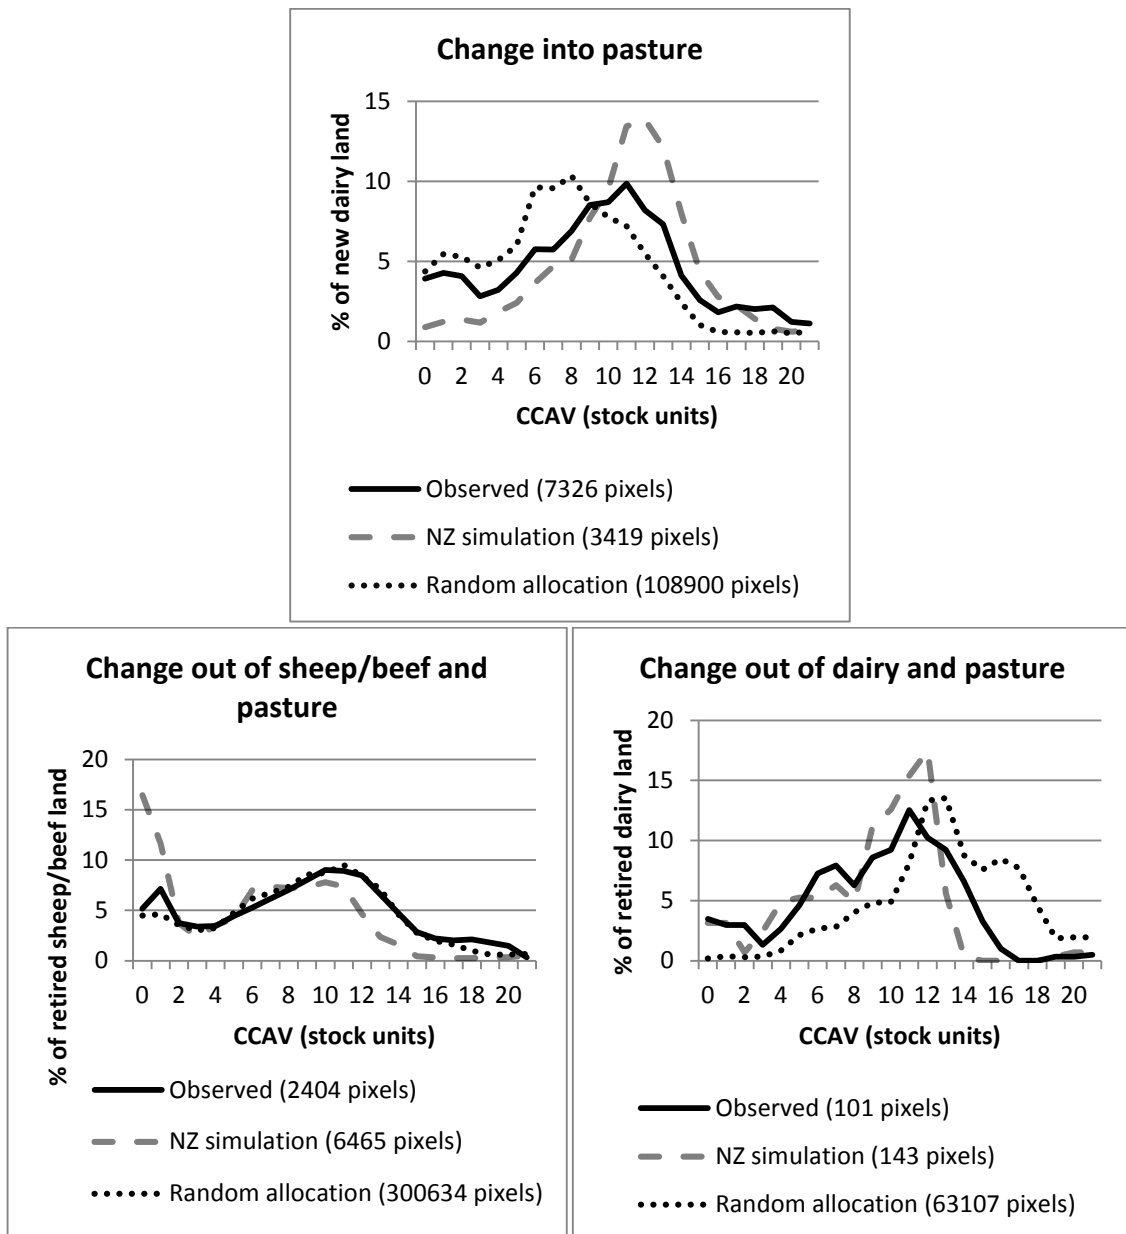 Change into pasture
% of new dairy land
15
10
5
0
0 2 4 6 8 10 12 14 16 18 20
CCAV (stock units)
Observed (7326 pixels)
NZ simulation (3419 pixels)
Random allocation (108900 pixels)
Change out of sheep/beef and
pasture
% of retired sheep/beef land
20
15
10
5
0
0 2 4 6 8 10 12 14 16 18 20
CCAV (stock units)
Observed (2404 pixels)
NZ simulation (6465 pixels)
Random allocation (300634 pixels)
Change out of dairy and pasture
% of retired dairy land
20
15
10
5
0
0 2 4 6 8 10 12 14 16 18 20
CCAV (stock units)
Observed (101 pixels)
NZ simulation (143 pixels)
Random allocation (63107 pixels)